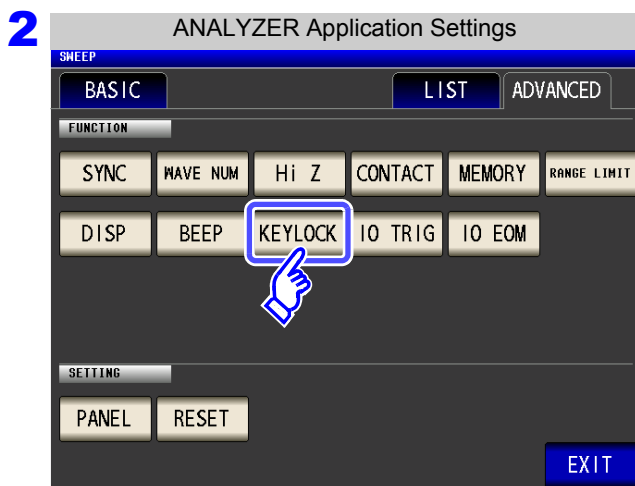 2
ANALYZER Application Settings
SWEEP
BASIC LIST ADVANCED
FUNCTION
SYNC WAVE NUM Hi Z CONTACT MEMORY RANGE LIMIT
DISP BEEP KEYLOCK IO TRIG IO EOM
SETTING
PANEL RESET
EXIT